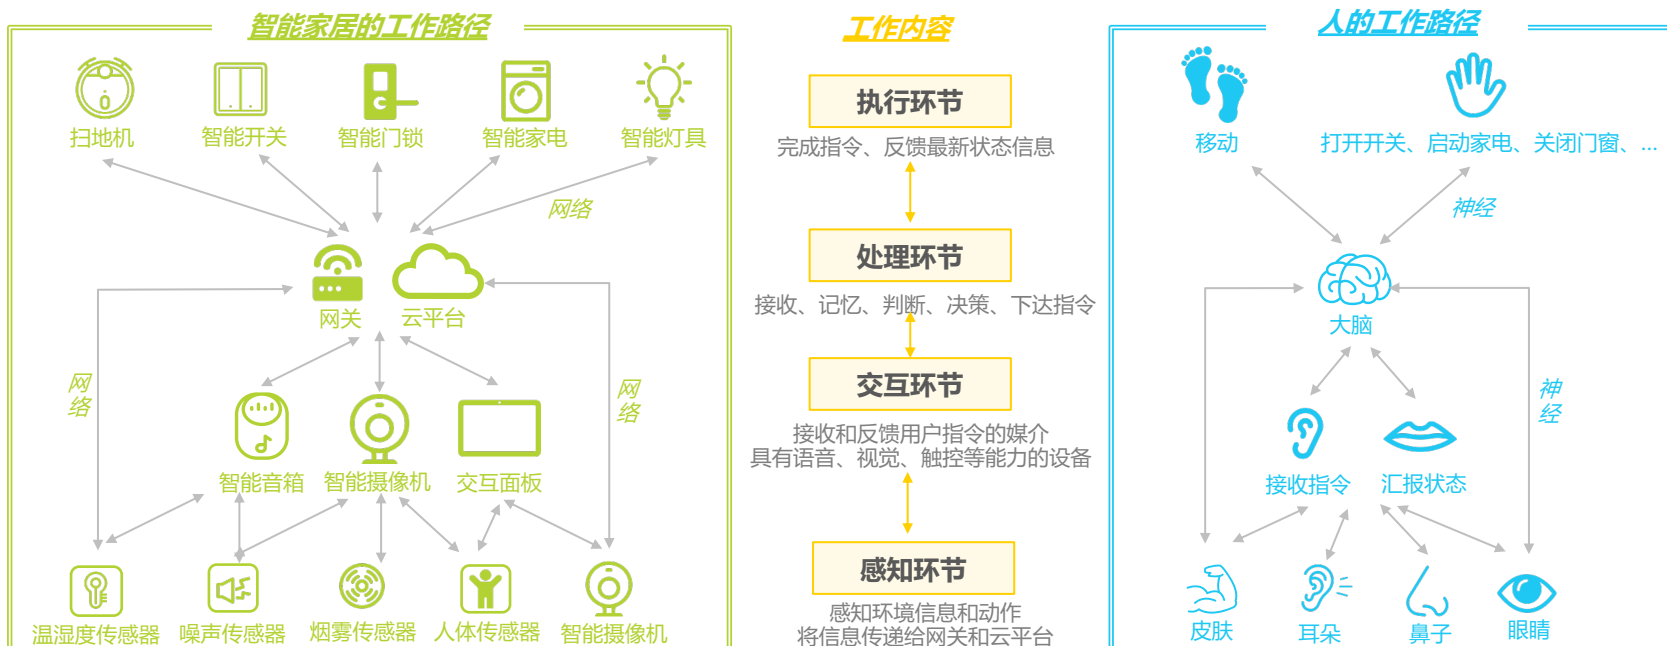 智能家居的工作路径
工作内容
人的工作路径
扫地机
智能开关
智能门锁
智能家电
智能灯具
执行环节
完成指令、反馈最新状态信息
移动
打开开关、启动家电、关闭门窗、...
网络
神经
处理环节
接收、记忆、判断、决策、下达指令
网关
云平台
大脑
网络
网络
神经
交互环节
接收和反馈用户指令的媒介
具有语音、视觉、触控等能力的设备
智能音箱
智能摄像机
交互面板
接收指令
汇报状态
感知环节
感知环境信息和动作
将信息传递给网关和云平台
温湿度传感器
噪声传感器
烟雾传感器
人体传感器
智能摄像机
皮肤
耳朵
鼻子
眼睛